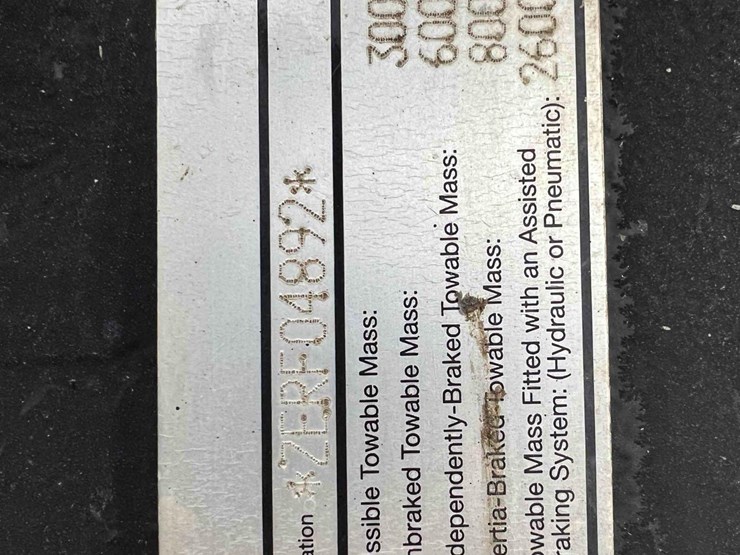 ation *ZERF04892*
ssible Towable Mass: 300
nbraked Towable Mass: 600
dependently-Braked Towable Mass: 800
ertia-Braked Towable Mass: 2600
owable Mass Fitted with an Assisted
raking System: (Hydraulic or Pneumatic):